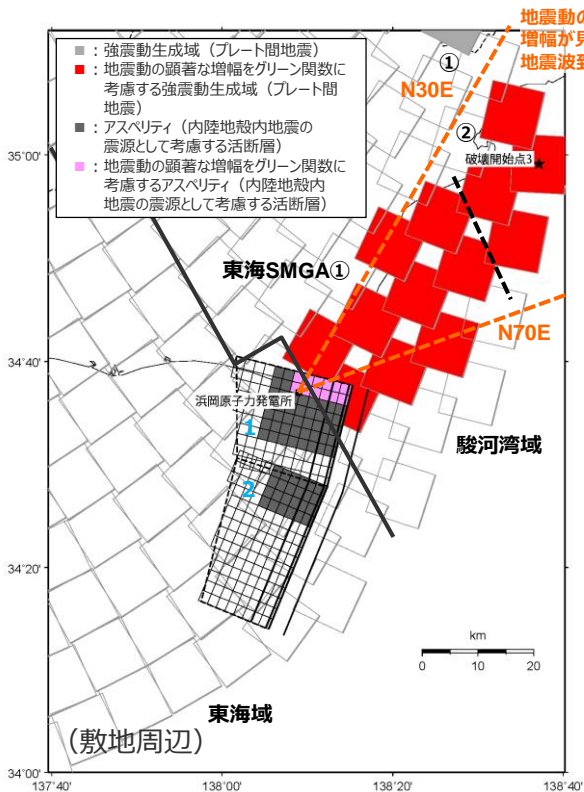 地震動の
増幅が見
地震波到
■：強震動生成域（プレート間地震）
■：地震動の顕著な増幅をグリーン関数に
考慮する強震動生成域（プレート間
地震）
■：アスペリティ（内陸地殻内地震の
震源として考慮する活断層）
■：地震動の顕著な増幅をグリーン関数に
考慮するアスペリティ（内陸地殻内
地震の震源として考慮する活断層）
①
N30E
②
破壊開始点3
35°00'
東海SMGA①
N70E
34°40'
浜岡原子力発電所
1
駿河湾域
2
34°20'
km
0 10 20
東海域
（敷地周辺）
34°00'
137°40' 138°00' 138°20' 138°40'